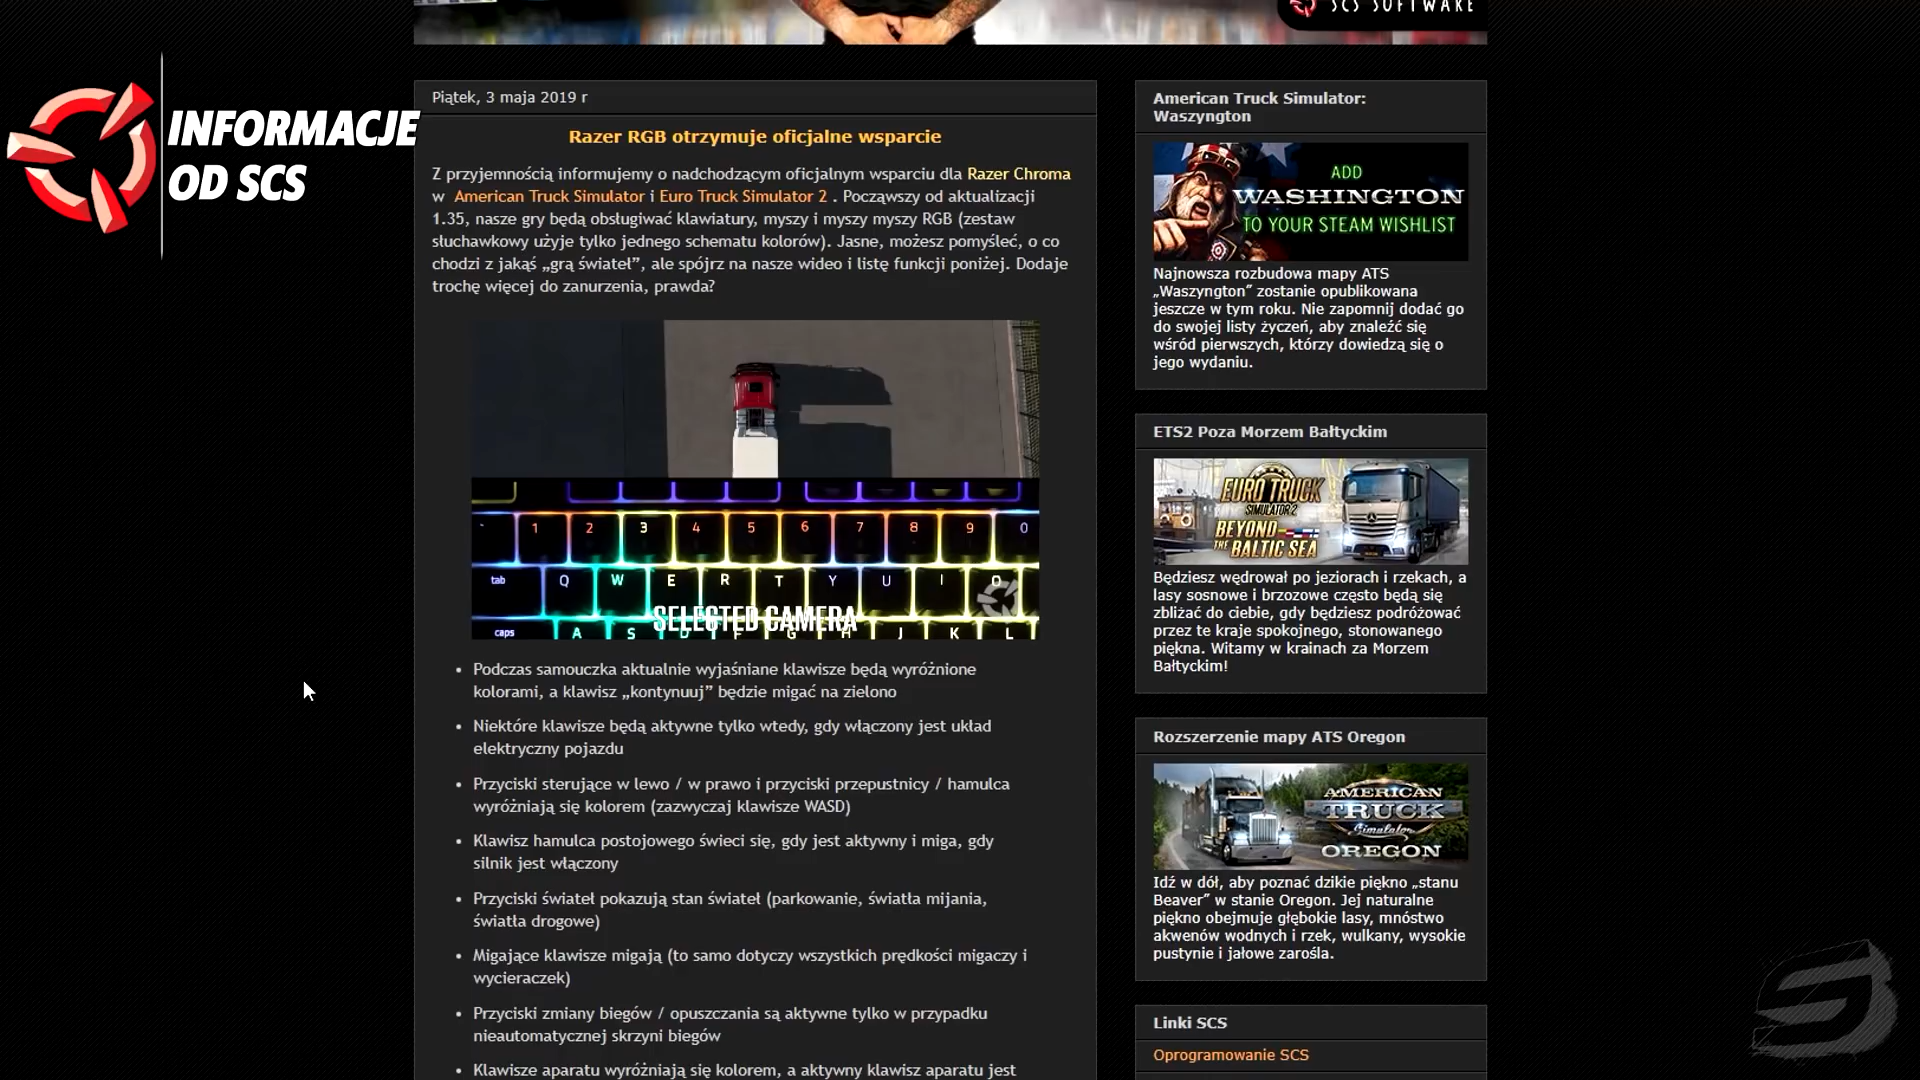 SCS SOFTWARE
INFORMACJE
OD SCS
Piątek, 3 maja 2019 r
Razer RGB otrzymuje oficjalne wsparcie
Z przyjemnością informujemy o nadchodzącym oficjalnym wsparciu dla Razer Chroma
w American Truck Simulator i Euro Truck Simulator 2 . Począwszy od aktualizacji
1.35, nasze gry będą obsługiwać klawiatury, myszy i myszy myszy RGB (zestaw
słuchawkowy użyje tylko jednego schematu kolorów). Jasne, możesz pomyśleć, o co
chodzi z jakąś „grą świateł”, ale spójrz na nasze wideo i listę funkcji poniżej. Dodaje
trochę więcej do zanurzenia, prawda?
` 1 2 3 4 5 6 7 8 9 0
tab Q W E R T Y U I O
SELECTED CAMERA
caps A S D F G H J K L
• Podczas samouczka aktualnie wyjaśniane klawisze będą wyróżnione
kolorami, a klawisz „kontynuuj” będzie migać na zielono
• Niektóre klawisze będą aktywne tylko wtedy, gdy włączony jest układ
elektryczny pojazdu
• Przyciski sterujące w lewo / w prawo i przyciski przepustnicy / hamulca
wyróżniają się kolorem (zazwyczaj klawisze WASD)
• Klawisz hamulca postojowego świeci się, gdy jest aktywny i miga, gdy
silnik jest włączony
• Przyciski świateł pokazują stan świateł (parkowanie, światła mijania,
światła drogowe)
• Migające klawisze migają (to samo dotyczy wszystkich prędkości migaczy i
wycieraczek)
• Przyciski zmiany biegów / opuszczania są aktywne tylko w przypadku
nieautomatycznej skrzyni biegów
• Klawisze aparatu wyróżniają się kolorem, a aktywny klawisz aparatu jest
American Truck Simulator:
Waszyngton
ADD
WASHINGTON
TO YOUR STEAM WISHLIST
Najnowsza rozbudowa mapy ATS
„Waszyngton” zostanie opublikowana
jeszcze w tym roku. Nie zapomnij dodać go
do swojej listy życzeń, aby znaleźć się
wśród pierwszych, którzy dowiedzą się o
jego wydaniu.
ETS2 Poza Morzem Bałtyckim
EURO TRUCK
SIMULATOR 2
BEYOND
THE BALTIC SEA
Będziesz wędrował po jeziorach i rzekach, a
lasy sosnowe i brzozowe często będą się
zbliżać do ciebie, gdy będziesz podróżować
przez te kraje spokojnego, stonowanego
piękna. Witamy w krainach za Morzem
Bałtyckim!
Rozszerzenie mapy ATS Oregon
AMERICAN
TRUCK
Simulator
OREGON
Idź w dół, aby poznać dzikie piękno „stanu
Beaver” w stanie Oregon. Jej naturalne
piękno obejmuje głębokie lasy, mnóstwo
akwenów wodnych i rzek, wulkany, wysokie
pustynie i jałowe zarośla.
Linki SCS
Oprogramowanie SCS